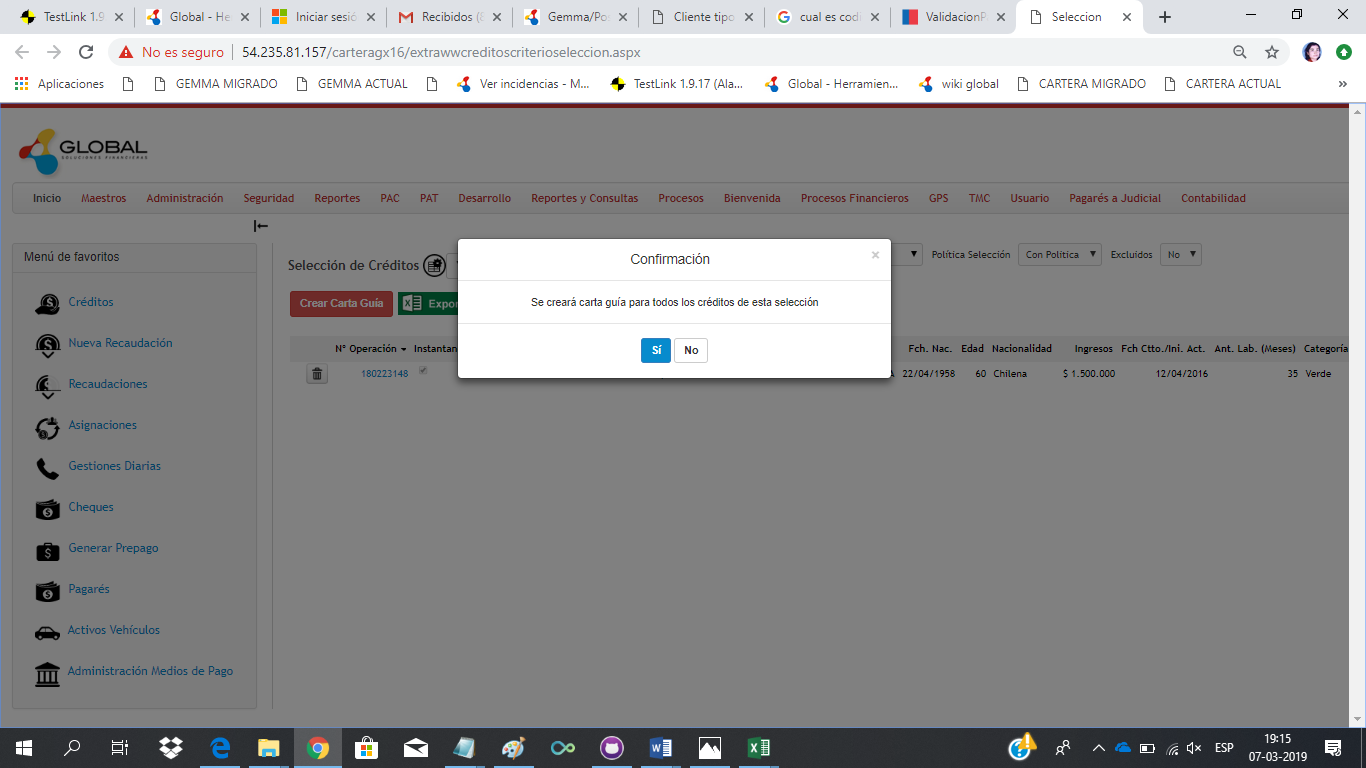 TestLink 1.9
Global - He
Iniciar sesió
Recibidos (8
Gemma/Pos
Cliente tipo
cual es codi
ValidacionP
Seleccion
No es seguro
54.235.81.157/carteragx16/extrawwcreditoscriterioseleccion.aspx
Aplicaciones
GEMMA MIGRADO
GEMMA ACTUAL
Ver incidencias - M...
TestLink 1.9.17 (Ala...
Global - Herramien...
wiki global
CARTERA MIGRADO
CARTERA ACTUAL
»
GLOBAL
SOLUCIONES FINANCIERAS
Inicio Maestros Administración Seguridad Reportes PAC PAT Desarrollo Reportes y Consultas Procesos Bienvenida Procesos Financieros GPS TMC Usuario Pagarés a Judicial Contabilidad
Menú de favoritos
Créditos
Nueva Recaudación
Recaudaciones
Asignaciones
Gestiones Diarias
Cheques
Generar Prepago
Pagarés
Activos Vehículos
Administración Medios de Pago
Selección de Créditos
Política Selección Con Política Excluidos No
Crear Carta Guía Expor
Confirmación ×
Se creará carta guía para todos los créditos de esta selección
Sí No
N° Operación Instantan Fch. Nac. Edad Nacionalidad Ingresos Fch Ctto./Ini. Act. Ant. Lab. (Meses) Categoría
180223148 A 22/04/1958 60 Chilena $ 1.500.000 12/04/2016 35 Verde
ESP
19:15
07-03-2019